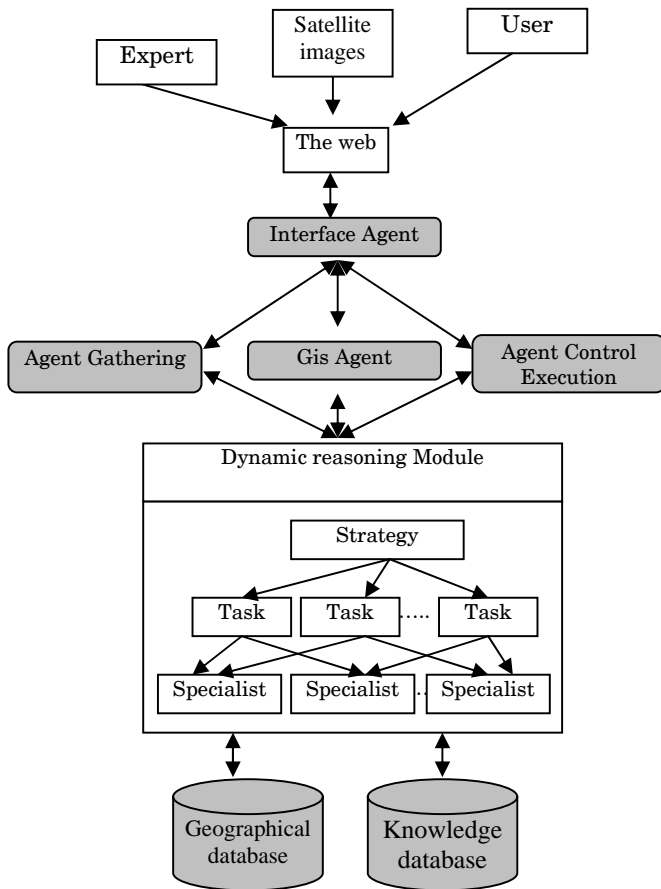 Satellite
images
User
Expert
The web
Interface Agent
Agent Gathering
Gis Agent
Agent Control
Execution
Dynamic reasoning Module
Strategy
Task
Task
.....
Task
Specialist
Specialist
..
Specialist
Geographical
database
Knowledge
database